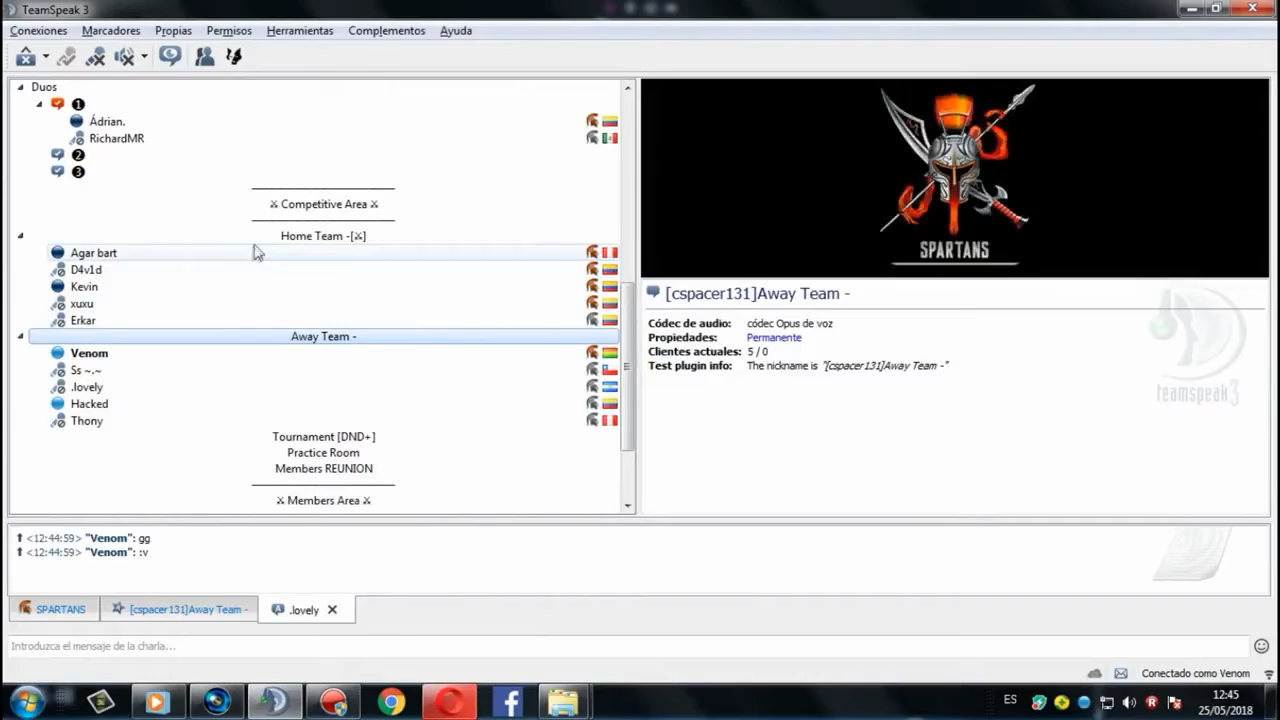 TeamSpeak 3
Conexiones Marcadores Propias Permisos Herramientas Complementos Ayuda
Duos
1
Ádrian.
RichardMR
2
3
⚔ Competitive Area ⚔
Home Team -[⚔]
Agar bart
D4v1d
Kevin
xuxu
Erkar
Away Team -
Venom
Ss ~.~
.lovely
Hacked
Thony
Tournament [DND+]
Practice Room
Members REUNION
⚔ Members Area ⚔
SPARTANS
[cspacer131]Away Team -
Códec de audio: códec Opus de voz
Propiedades: Permanente
Clientes actuales: 5 / 0
Test plugin info: The nickname is "[cspacer131]Away Team -"
teamspeak3
<12:44:59> "Venom": gg
<12:44:59> "Venom": :v
SPARTANS [cspacer131]Away Team - .lovely
Introduzca el mensaje de la charla...
Conectado como Venom
ES
12:45
25/05/2018